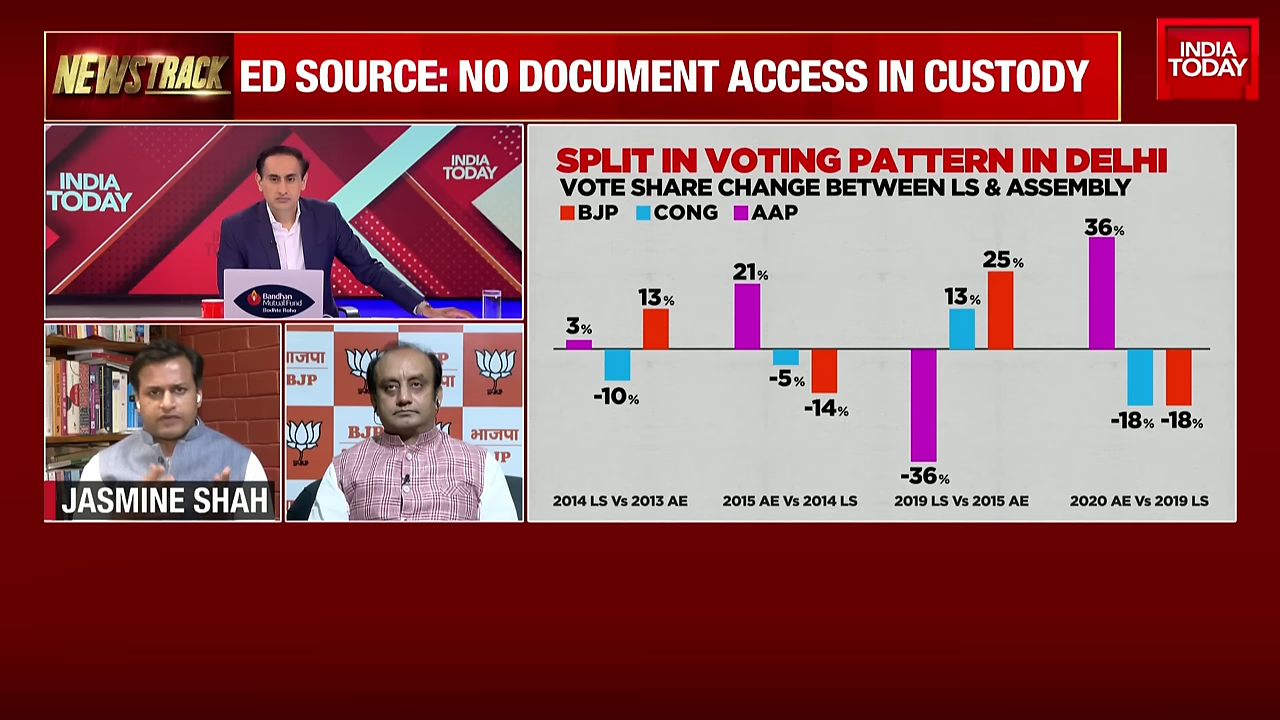 NEWSTRACK
ED SOURCE: NO DOCUMENT ACCESS IN CUSTODY
INDIA
TODAY
INDIA
TODAY
INDIA
TODAY
Bandhan
Mutual Fund
Badhte Raho
JASMINE SHAH
BJP
BJP
भाजपा
SPLIT IN VOTING PATTERN IN DELHI
VOTE SHARE CHANGE BETWEEN LS & ASSEMBLY
BJP CONG AAP
3%
-10%
13%
21%
-5%
-14%
-36%
13%
25%
36%
-18%
-18%
2014 LS Vs 2013 AE
2015 AE Vs 2014 LS
2019 LS Vs 2015 AE
2020 AE Vs 2019 LS